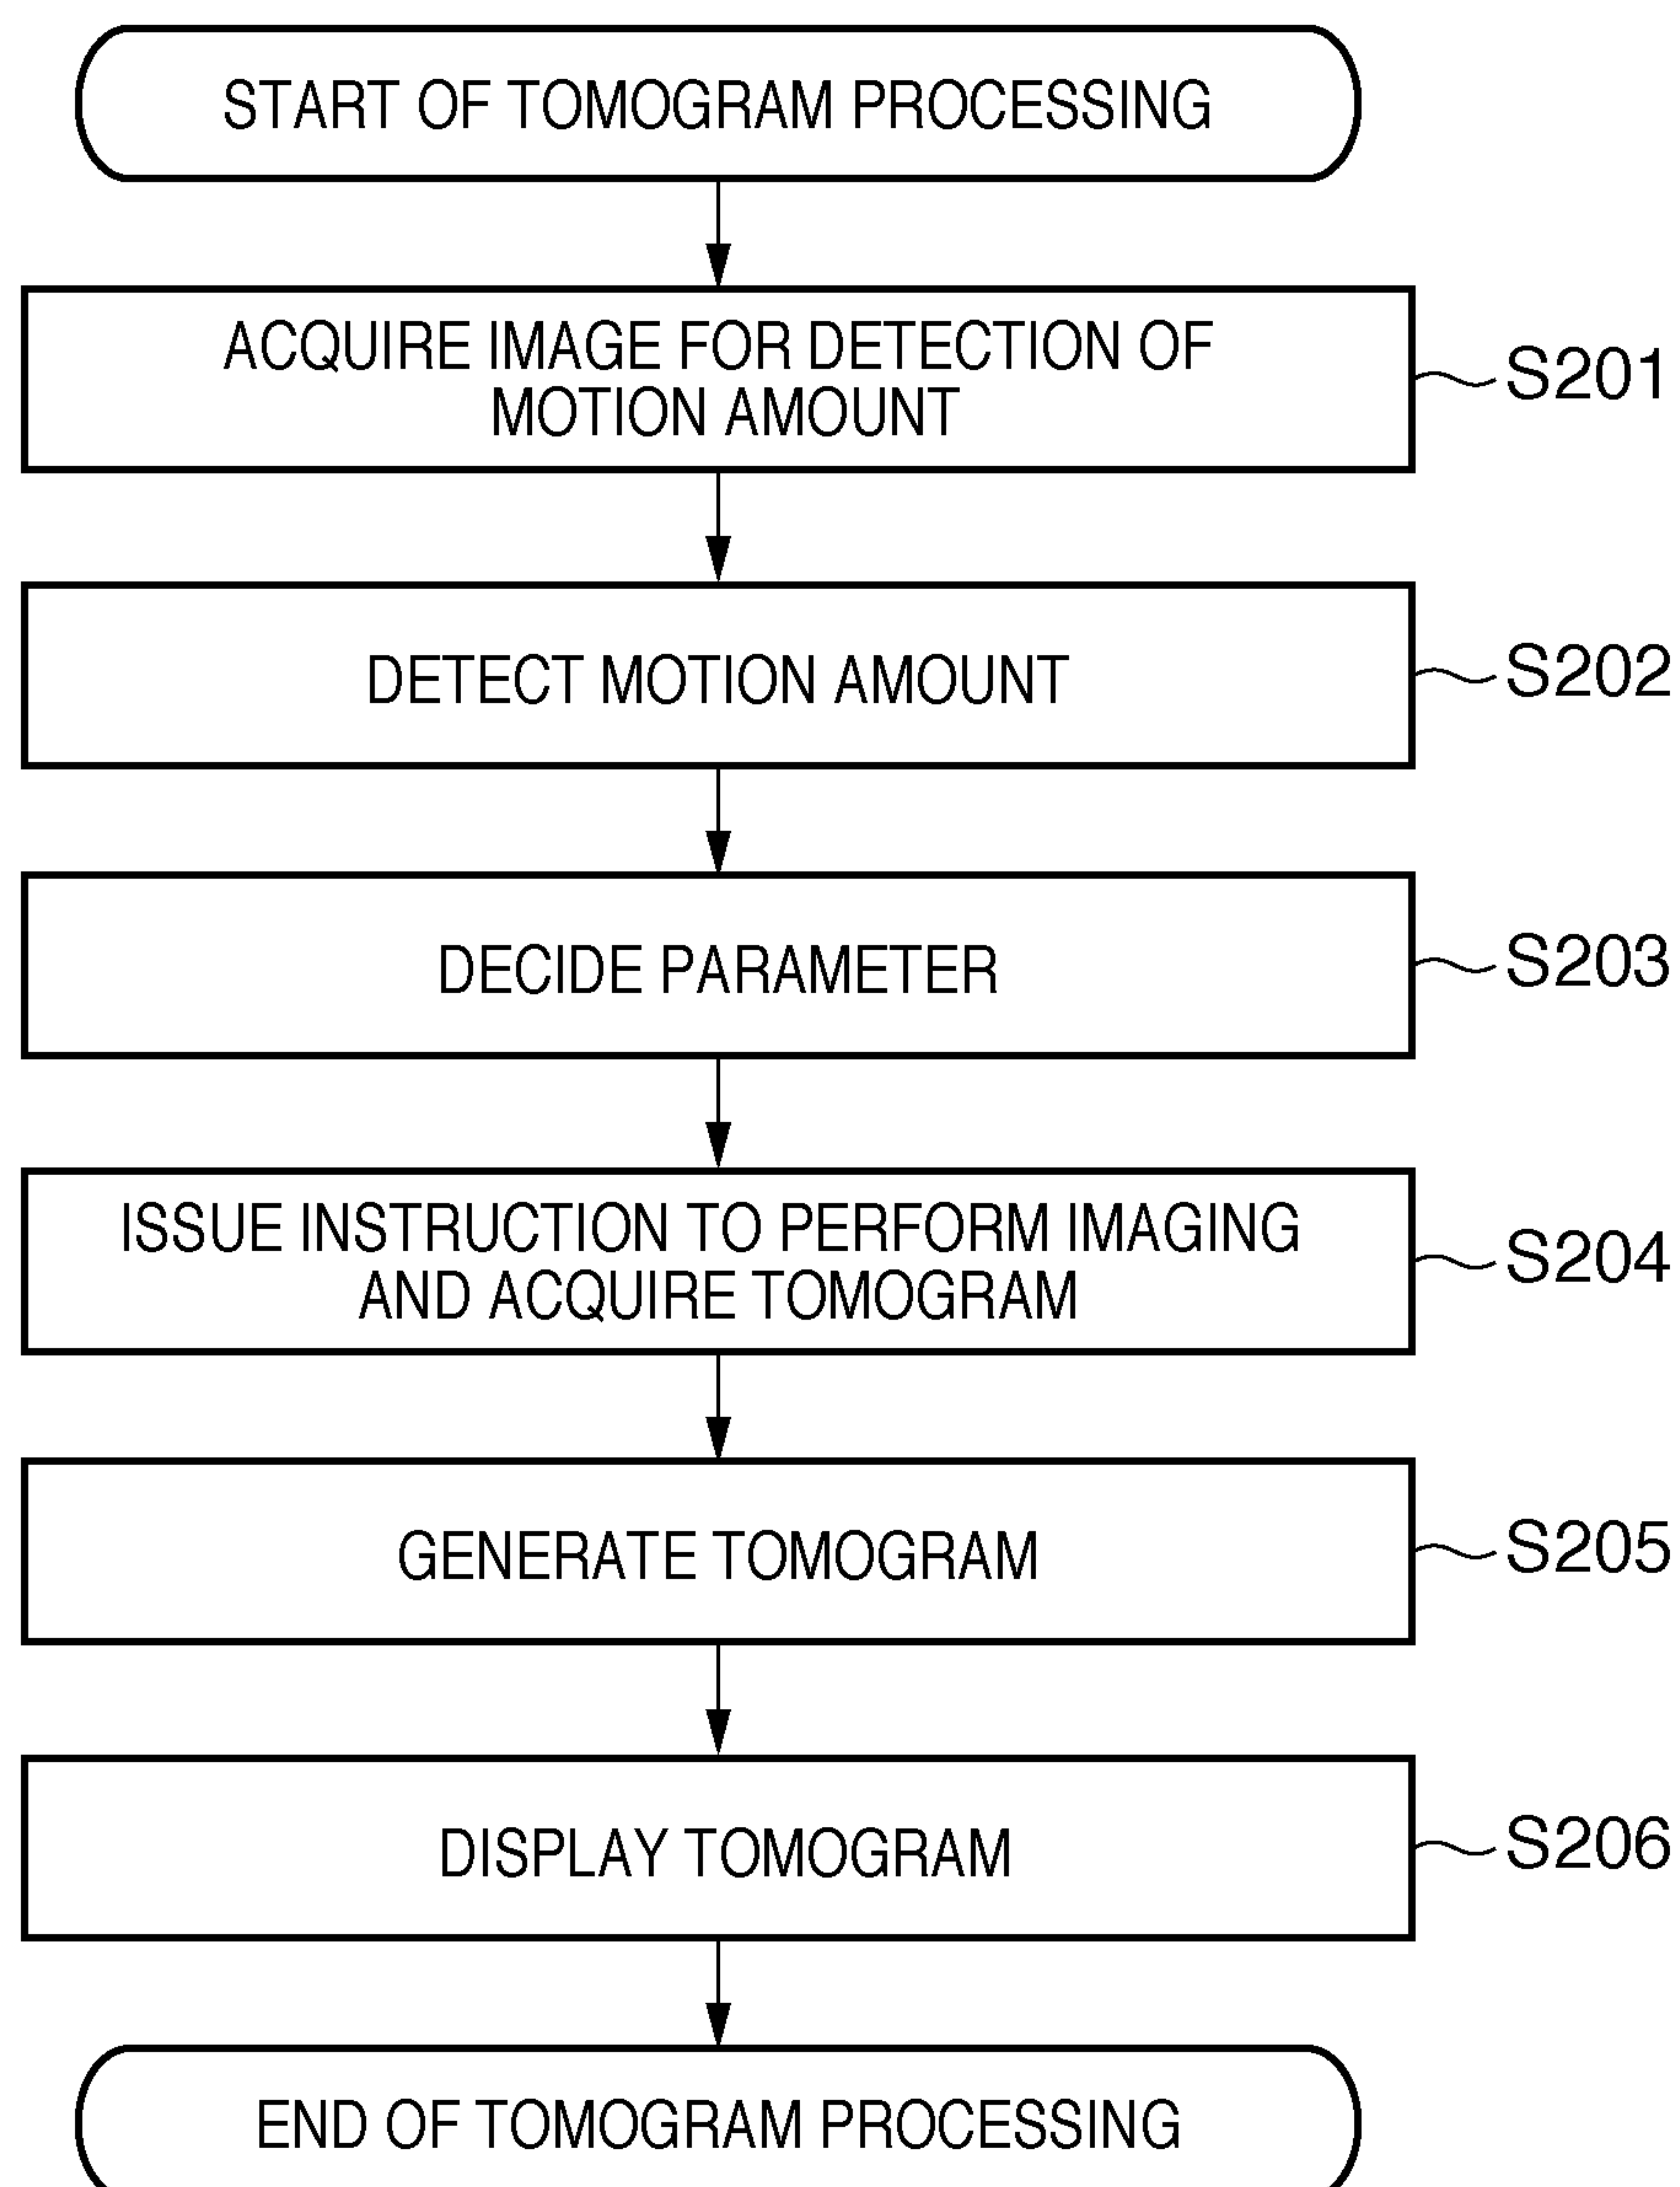 START OF TOMOGRAM PROCESSING
ACQUIRE IMAGE FOR DETECTION OF
MOTION AMOUNT
S201
DETECT MOTION AMOUNT
S202
DECIDE PARAMETER
S203
ISSUE INSTRUCTION TO PERFORM IMAGING
AND ACQUIRE TOMOGRAM
S204
GENERATE TOMOGRAM
S205
DISPLAY TOMOGRAM
S206
END OF TOMOGRAM PROCESSING